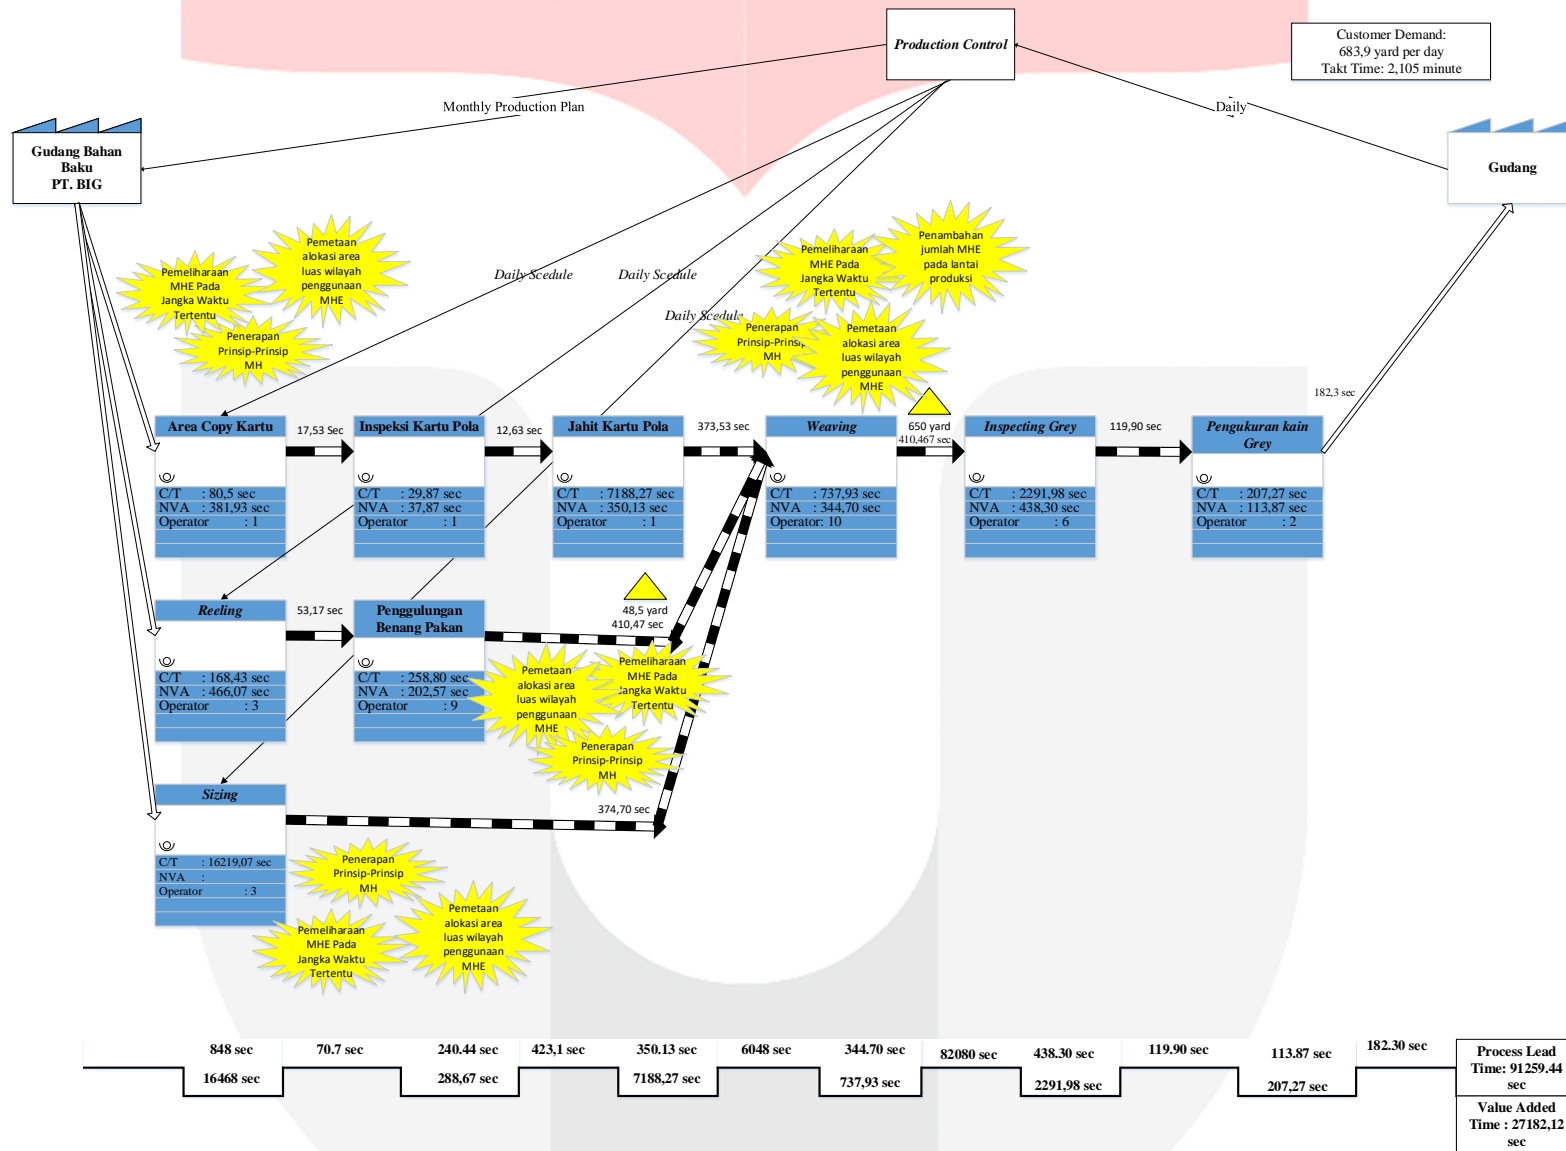 Production Control
Customer Demand:
683,9 yard per day
Takt Time: 2,105 minute
Monthly Production Plan
Daily
Gudang Bahan
Baku
PT. BIG
Gudang
Pemeliharaan
MHE Pada
Jangka Waktu
Tertentu
Pemetaan
alokasi area
luas wilayah
penggunaan
MHE
Penerapan
Prinsip-Prinsip
MH
Daily Scedule
Daily Scedule
Daily Scedule
Pemeliharaan
MHE Pada
Jangka Waktu
Tertentu
Penambahan
jumlah MHE
pada lantai
produksi
Penerapan
Prinsip-Prinsip
MH
Pemetaan
alokasi area
luas wilayah
penggunaan
MHE
182,3 sec
Area Copy Kartu
C/T : 80,5 sec
NVA : 381,93 sec
Operator : 1
17,53 Sec
Inspeksi Kartu Pola
C/T : 29,87 sec
NVA : 37,87 sec
Operator : 1
12,63 sec
Jahit Kartu Pola
C/T : 7188,27 sec
NVA : 350,13 sec
Operator : 1
373,53 sec
Weaving
C/T : 737,93 sec
NVA : 344,70 sec
Operator: 10
650 yard
410,467 sec
Inspecting Grey
C/T : 2291,98 sec
NVA : 438,30 sec
Operator : 6
119,90 sec
Pengukuran kain
Grey
C/T : 207,27 sec
NVA : 113,87 sec
Operator : 2
Reeling
C/T : 168,43 sec
NVA : 466,07 sec
Operator : 3
53,17 sec
Penggulungan
Benang Pakan
C/T : 258,80 sec
NVA : 202,57 sec
Operator : 9
48,5 yard
410,47 sec
Pemetaan
alokasi area
luas wilayah
penggunaan
MHE
Pemeliharaan
MHE Pada
Jangka Waktu
Tertentu
Penerapan
Prinsip-Prinsip
MH
Sizing
C/T : 16219,07 sec
NVA :
Operator : 3
374,70 sec
Penerapan
Prinsip-Prinsip
MH
Pemeliharaan
MHE Pada
Jangka Waktu
Tertentu
Pemetaan
alokasi area
luas wilayah
penggunaan
MHE
848 sec
70.7 sec
240.44 sec
423,1 sec
350.13 sec
6048 sec
344.70 sec
82080 sec
438.30 sec
119.90 sec
113.87 sec
182.30 sec
16468 sec
288,67 sec
7188,27 sec
737,93 sec
2291,98 sec
207,27 sec
Process Lead
Time: 91259.44
sec
Value Added
Time : 27182,12
sec